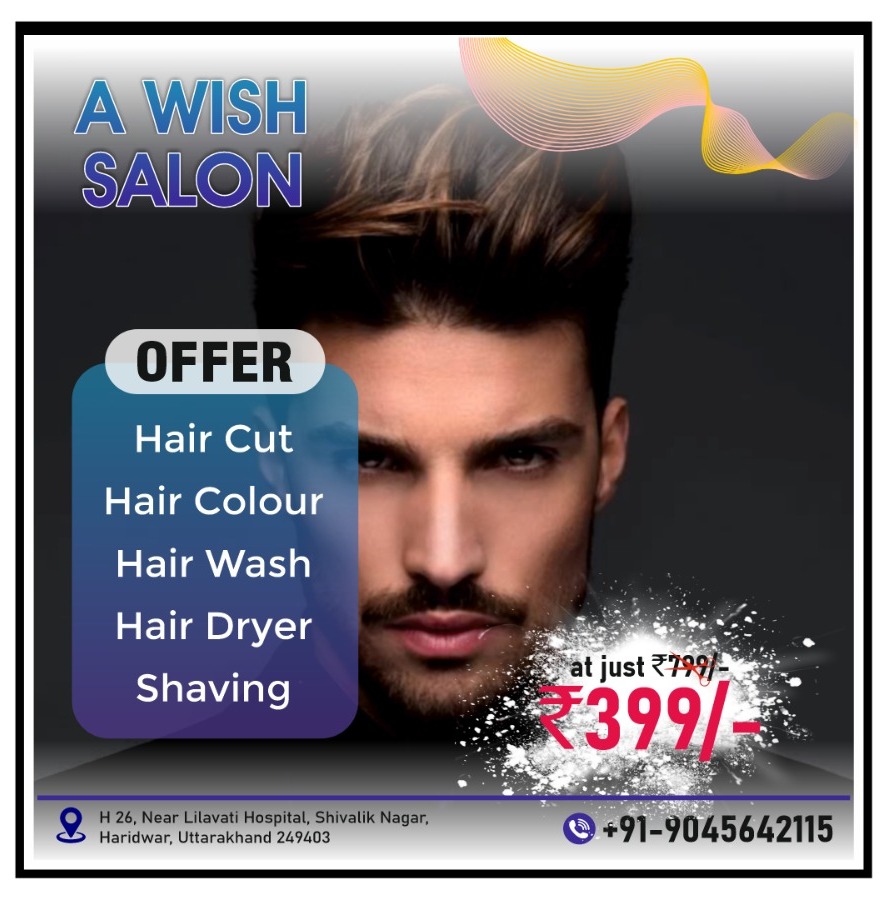 A WISH
SALON
OFFER
Hair Cut
Hair Colour
Hair Wash
Hair Dryer
Shaving
at just ₹799/-
₹399/-
H 26, Near Lilavati Hospital, Shivalik Nagar,
Haridwar, Uttarakhand 249403
+91-9045642115